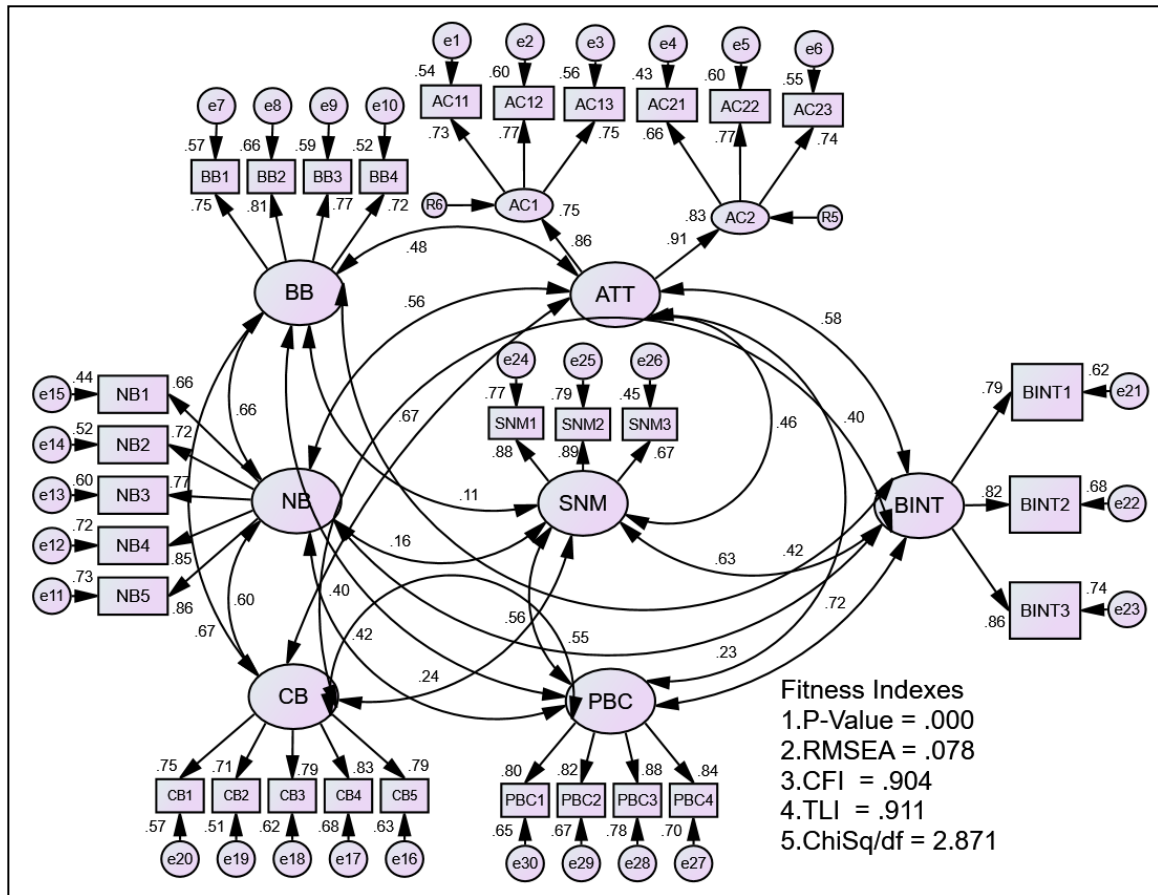 e1 e2 e3 e4 e5 e6
.54 .60 .56 .43 .60 .55
AC11 AC12 AC13 AC21 AC22 AC23
.73 .77 .75 .66 .77 .74
e7 e8 e9 e10
.57 .66 .59 .52
BB1 BB2 BB3 BB4
.75 .81 .77 .72
R6 AC1 .75 .83 AC2 R5
.86 .91
BB .48 ATT
.56 .58
e15 .44 NB1 .66
e14 .52 NB2 .72
e13 .60 NB3 .77
e12 .72 NB4 .85
e11 .73 NB5 .86
.66 .67 .46 .40
e24 e25 e26
.77 .79 .45
SNM1 SNM2 SNM3
.88 .89 .67
NB .11 SNM BINT
.79 BINT1 .62 e21
.82 BINT2 .68 e22
.86 BINT3 .74 e23
.16 .63 .42
.60 .40 .56 .72
.67 .42 .55
.24 .23
CB PBC
.75 .71 .79 .83 .79
CB1 CB2 CB3 CB4 CB5
.57 .51 .62 .68 .63
e20 e19 e18 e17 e16
.80 .82 .88 .84
PBC1 PBC2 PBC3 PBC4
.65 .67 .78 .70
e30 e29 e28 e27
Fitness Indexes
1.P-Value = .000
2.RMSEA = .078
3.CFI = .904
4.TLI = .911
5.ChiSq/df = 2.871